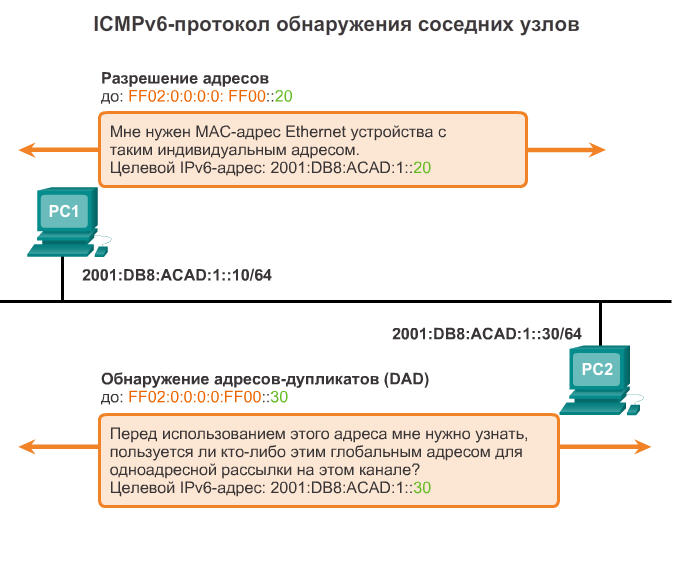 ICMPv6-протокол обнаружения соседних узлов
Разрешение адресов
до: FF02:0:0:0:0: FF00::20
Мне нужен MAC-адрес Ethernet устройства с
таким индивидуальным адресом.
Целевой IPv6-адрес: 2001:DB8:ACAD:1::20
PC1
2001:DB8:ACAD:1::10/64
2001:DB8:ACAD:1::30/64
PC2
Обнаружение адресов-дупликатов (DAD)
до: FF02:0:0:0:0:FF00::30
Перед использованием этого адреса мне нужно узнать,
пользуется ли кто-либо этим глобальным адресом для
одноадресной рассылки на этом канале?
Целевой IPv6-адрес: 2001:DB8:ACAD:1::30